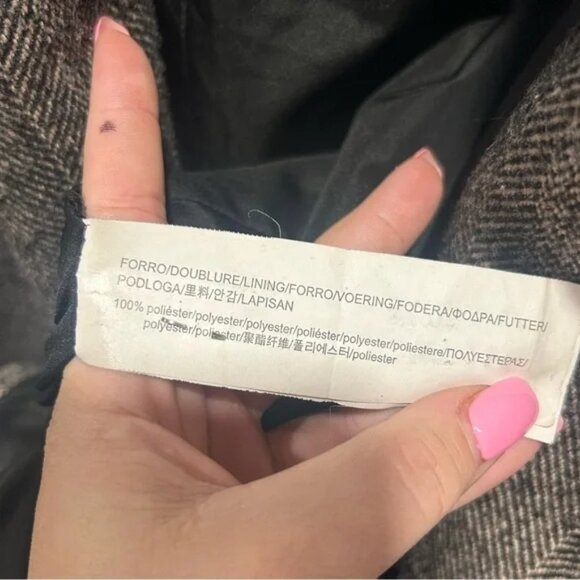 FORRO/DOUBLURE/LINING/FORRO/VOERING/FODERA/ΦΟΔΡΑ/FUTTER/
PODLOGA/里料/안감/LAPISAN
100% poliéster/polyester/polyester/poliéster/polyester/poliestere/ΠΟΛΥΕΣΤΕΡΑΣ/
polyester/poliester/聚酯纤维/폴리에스터/poliester